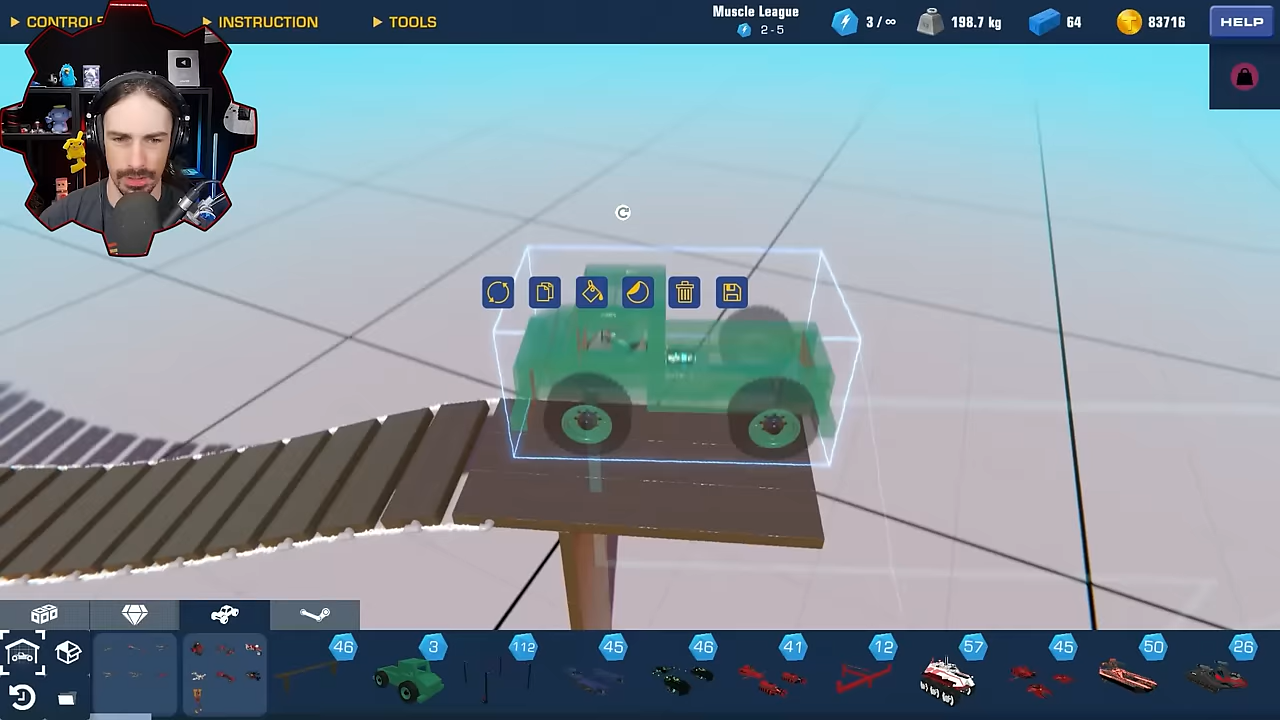 CONTROLS
INSTRUCTION
TOOLS
Muscle League
2-5
3 / ∞
198.7 kg
64
83716
HELP
46
3
112
45
46
41
12
57
45
50
26